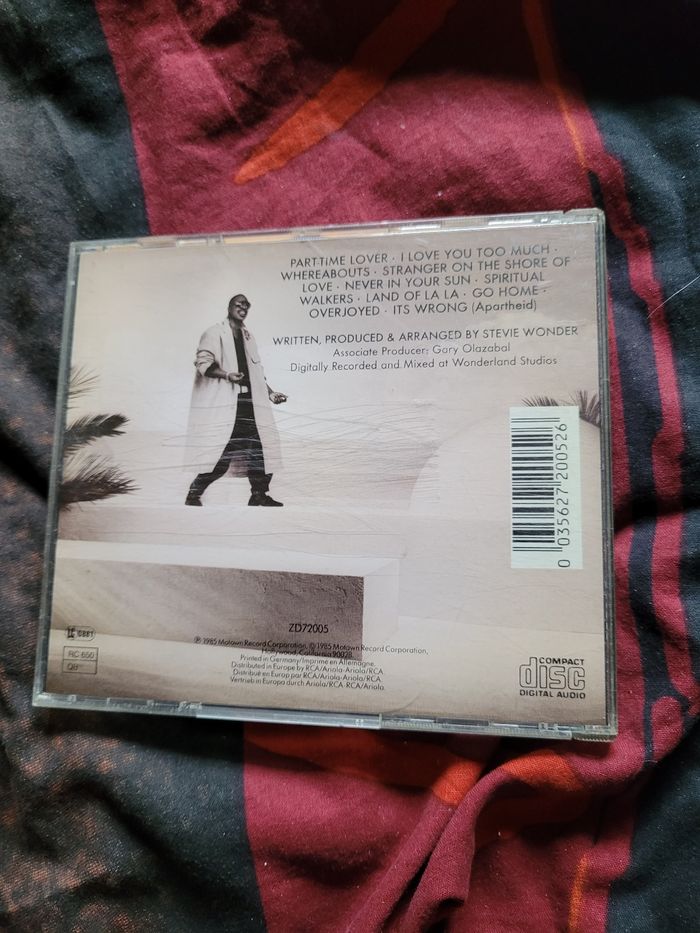 PART-TIME LOVER · I LOVE YOU TOO MUCH ·
WHEREABOUTS · STRANGER ON THE SHORE OF
LOVE · NEVER IN YOUR SUN · SPIRITUAL
WALKERS · LAND OF LA LA · GO HOME ·
OVERJOYED · ITS WRONG (Apartheid)
WRITTEN, PRODUCED & ARRANGED BY STEVIE WONDER
Associate Producer: Gary Olazabal
Digitally Recorded and Mixed at Wonderland Studios
0 035627 200526
ZD72005
℗ 1985 Motown Record Corporation, © 1985 Motown Record Corporation,
Hollywood, California 90028.
Printed in Germany/Imprimé en Allemagne.
Distributed in Europe by RCA/Ariola-Ariola/RCA
Distribué en Europe par RCA/Ariola-Ariola/RCA
Vertrieb in Europa durch Ariola/RCA-RCA/Ariola.
RC 650
COMPACT
disc
DIGITAL AUDIO